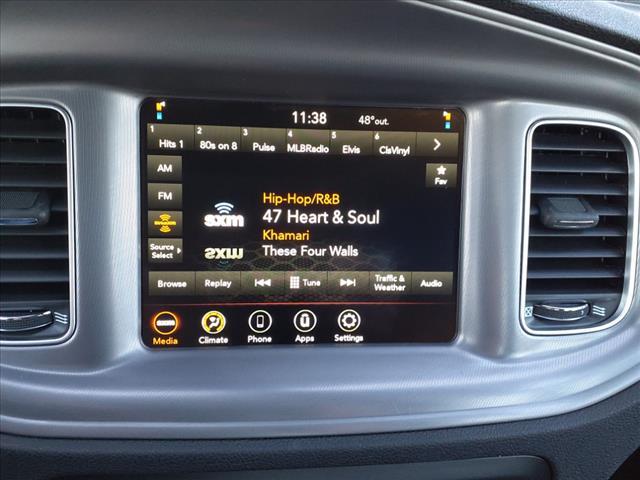 11:38 48°out.
1 2 3 4 5 6
Hits 1 80s on 8 Pulse MLBRadio Elvis ClsVinyl
AM
Fav
FM
Hip-Hop/R&B
sxm 47 Heart & Soul
Khamari
Source Select These Four Walls
Browse Replay Tune Traffic & Weather Audio
Media Climate Phone Apps Settings